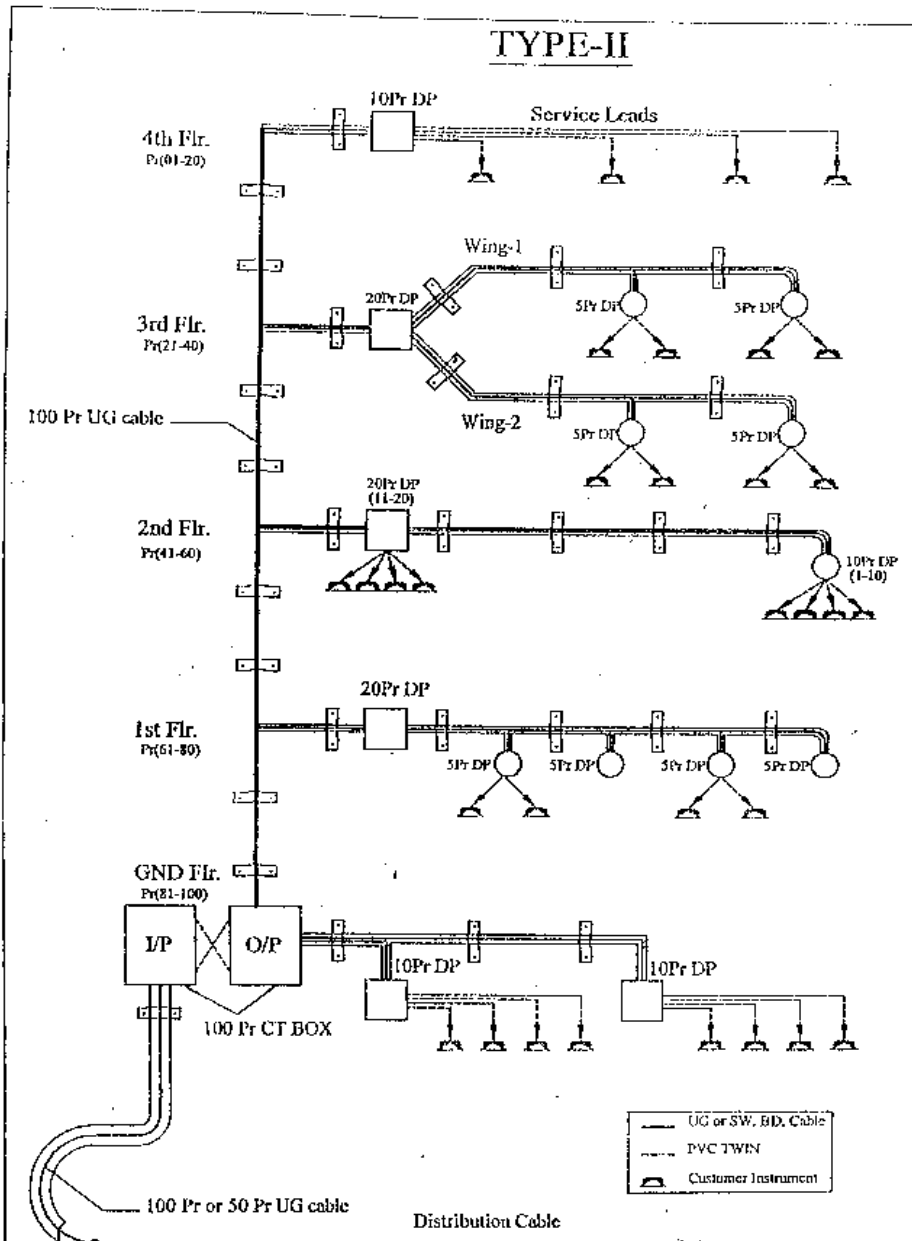 TYPE-II
10Pr DP
Service Leads
4th Flr.
Pr(01-20)
Wing-1
20Pr DP
3rd Flr.
Pr(21-40)
5Pr DP
5Pr DP
100 Pr UG cable
Wing-2
5Pr DP
5Pr DP
20Pr DP
(11-20)
2nd Flr.
Pr(41-60)
10Pr DP
(1-10)
20Pr DP
1st Flr.
Pr(61-80)
5Pr DP
5Pr DP
5Pr DP
5Pr DP
GND Flr.
Pr(81-100)
I/P
O/P
10Pr DP
10Pr DP
100 Pr CT BOX
UG or SW. BD. Cable
PVC TWIN
Customer Instrument
100 Pr or 50 Pr UG cable
Distribution Cable